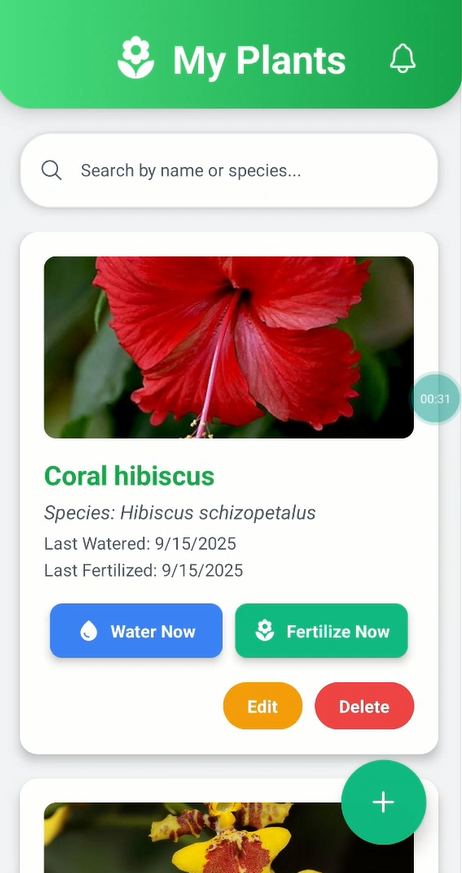 My Plants
Search by name or species...
00:31
Coral hibiscus
Species: Hibiscus schizopetalus
Last Watered: 9/15/2025
Last Fertilized: 9/15/2025
Water Now
Fertilize Now
Edit
Delete